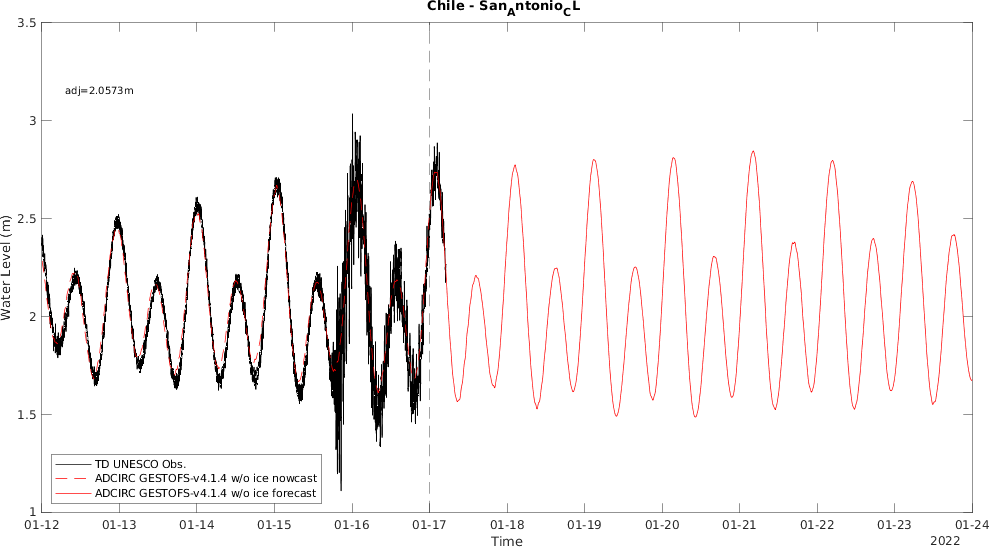 Chile - SanAntonioCL
adj=2.0573m
Water Level (m)
3.5
3
2.5
2
1.5
1
TD UNESCO Obs.
ADCIRC GESTOFS-v4.1.4 w/o ice nowcast
ADCIRC GESTOFS-v4.1.4 w/o ice forecast
01-12 01-13 01-14 01-15 01-16 01-17 01-18 01-19 01-20 01-21 01-22 01-23 01-24
Time
2022